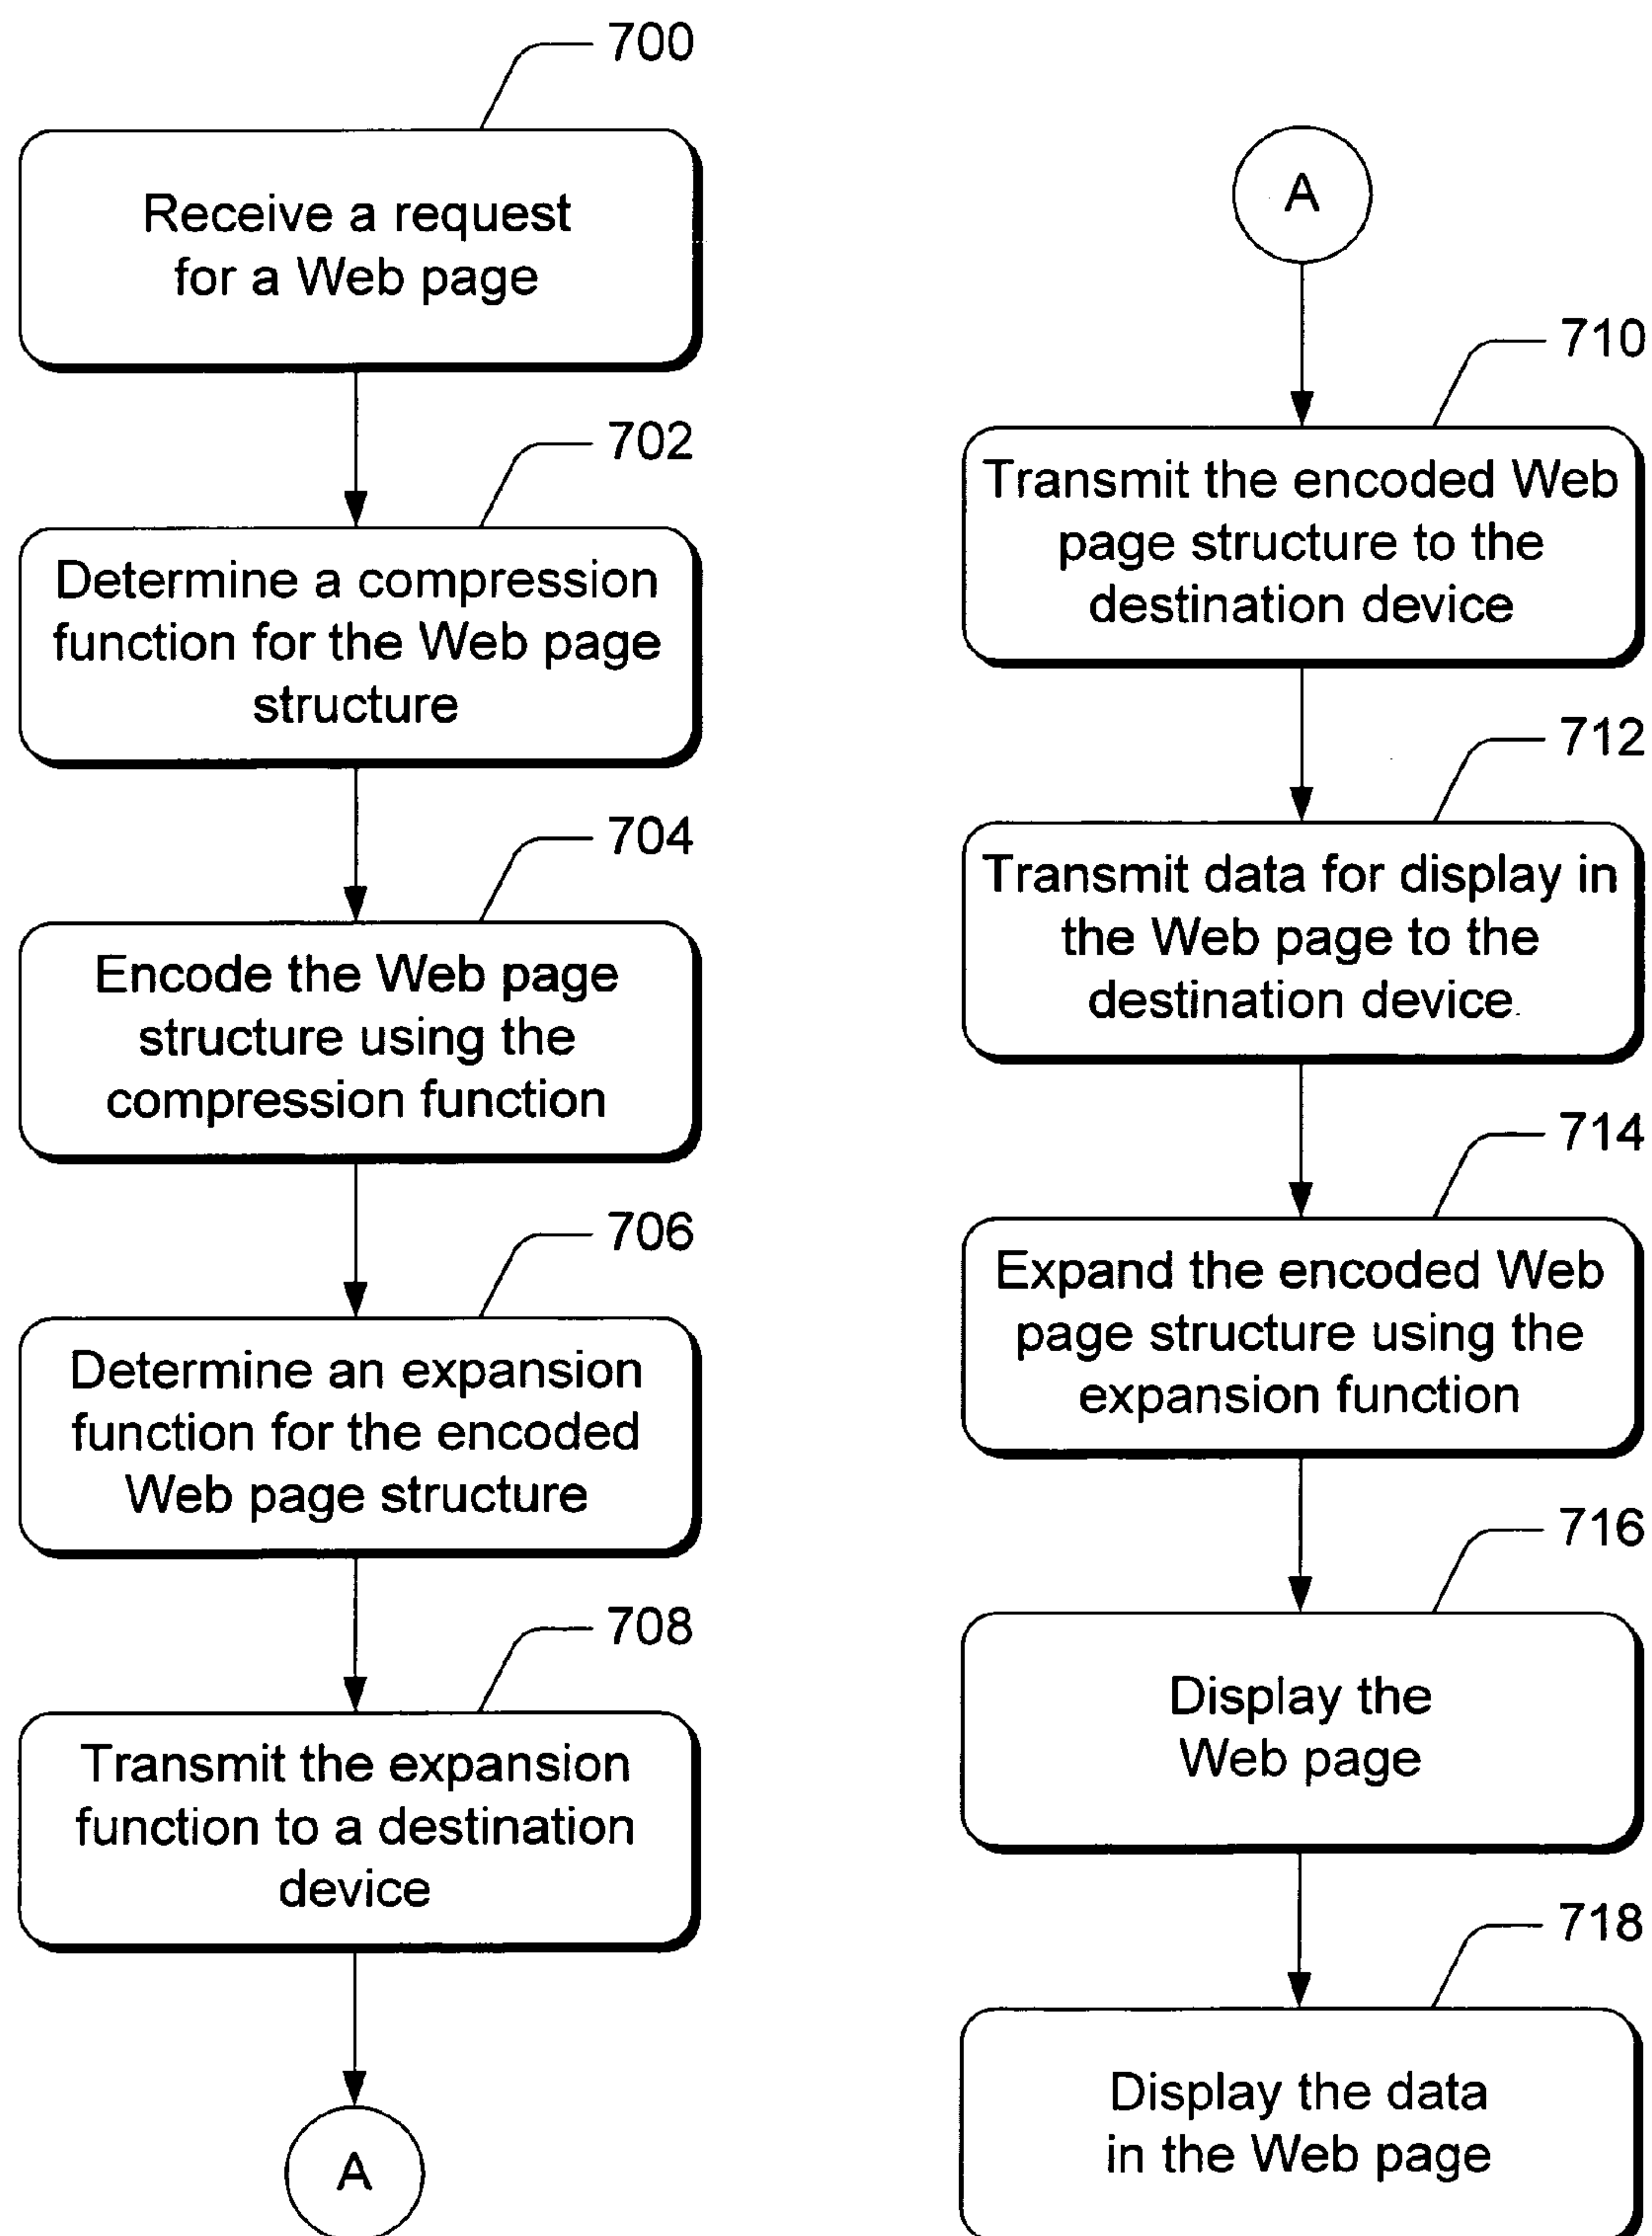 700
Receive a request
for a Web page
702
Determine a compression
function for the Web page
structure
704
Encode the Web page
structure using the
compression function
706
Determine an expansion
function for the encoded
Web page structure
708
Transmit the expansion
function to a destination
device
A
A
710
Transmit the encoded Web
page structure to the
destination device
712
Transmit data for display in
the Web page to the
destination device
714
Expand the encoded Web
page structure using the
expansion function
716
Display the
Web page
718
Display the data
in the Web page